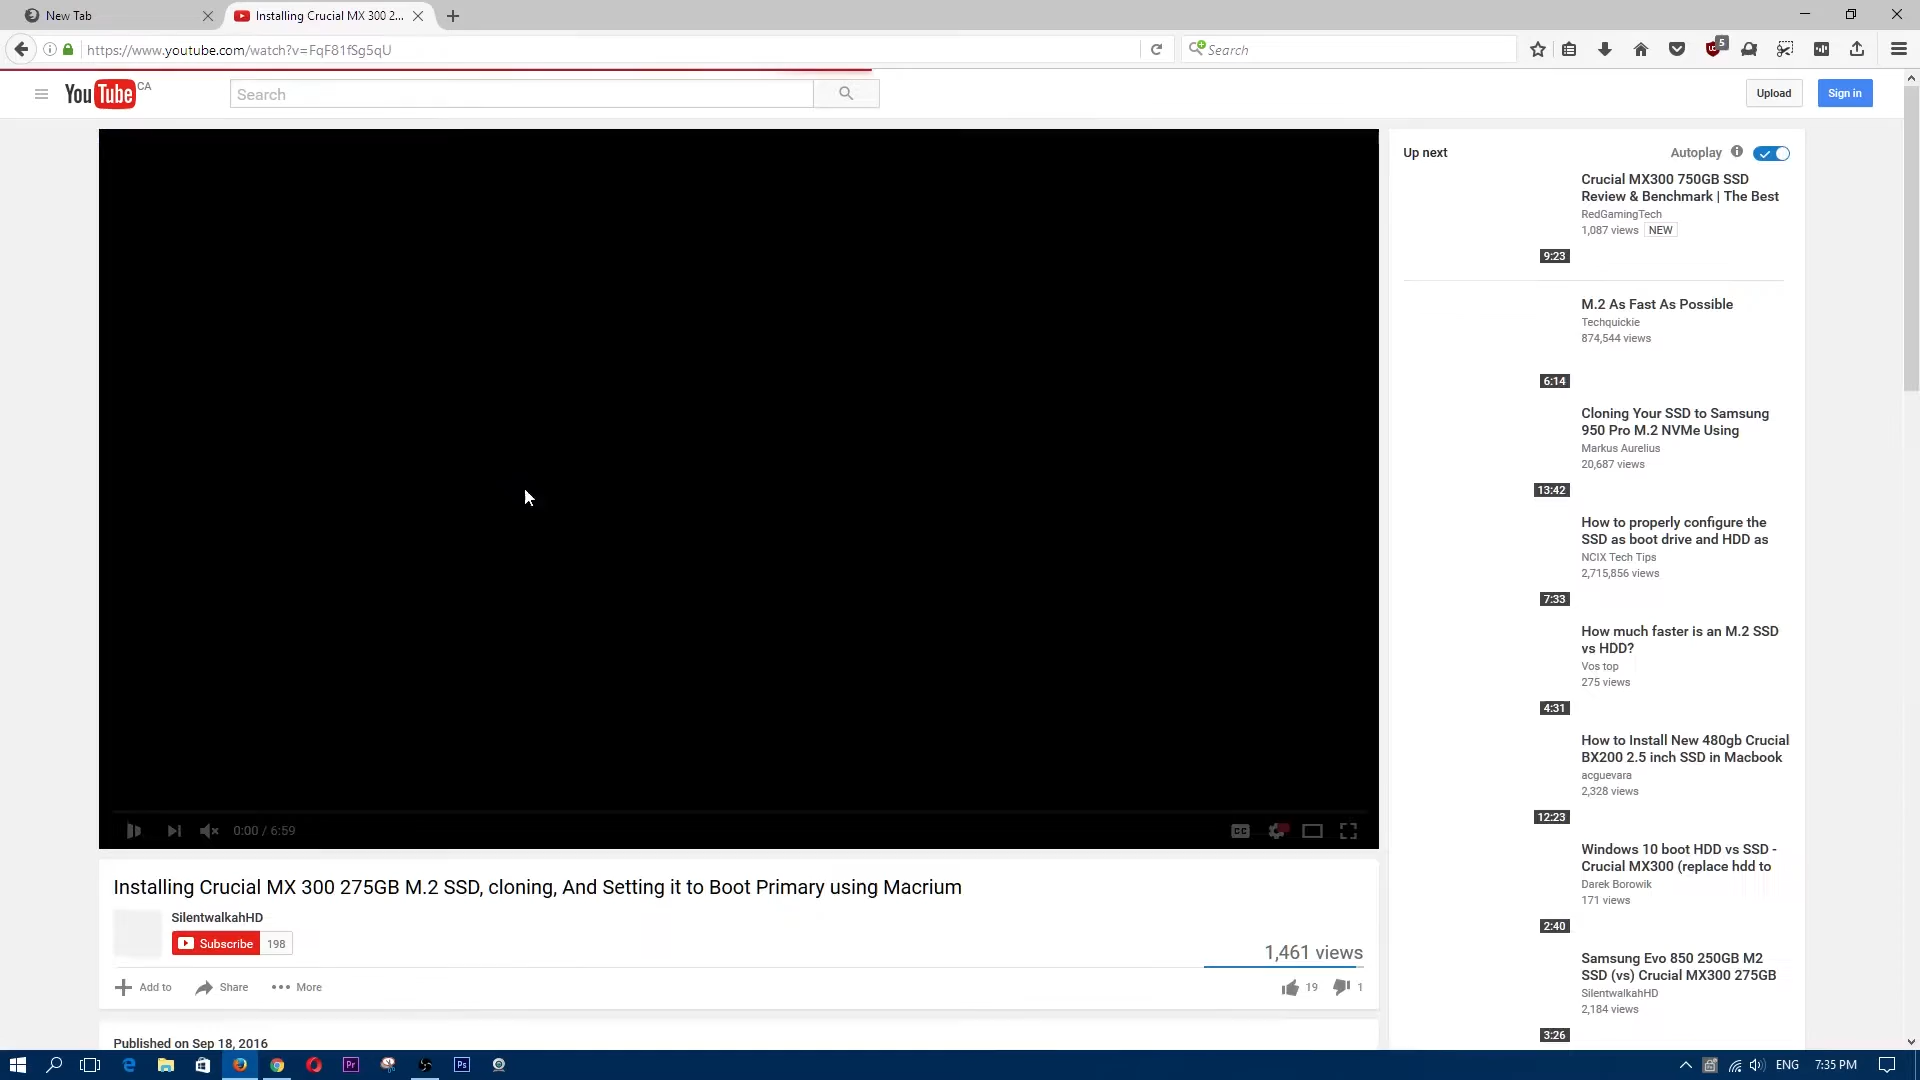 New Tab
Installing Crucial MX 300 2...
https://www.youtube.com/watch?v=FqF81fSg5qU
Search
5
YouTube CA
Search
Upload
Sign in
Up next
Autoplay
Crucial MX300 750GB SSD
Review & Benchmark | The Best
RedGamingTech
1,087 views NEW
9:23
M.2 As Fast As Possible
Techquickie
874,544 views
6:14
Cloning Your SSD to Samsung
950 Pro M.2 NVMe Using
Markus Aurelius
20,687 views
13:42
How to properly configure the
SSD as boot drive and HDD as
NCIX Tech Tips
2,715,856 views
7:33
How much faster is an M.2 SSD
vs HDD?
Vos top
275 views
4:31
How to Install New 480gb Crucial
BX200 2.5 inch SSD in Macbook
acguevara
2,328 views
12:23
Windows 10 boot HDD vs SSD -
Crucial MX300 (replace hdd to
Darek Borowik
171 views
2:40
Samsung Evo 850 250GB M2
SSD (vs) Crucial MX300 275GB
SilentwalkahHD
2,184 views
3:26
0:00 / 6:59
CC
Installing Crucial MX 300 275GB M.2 SSD, cloning, And Setting it to Boot Primary using Macrium
SilentwalkahHD
Subscribe 198
1,461 views
Add to
Share
More
19
1
Published on Sep 18, 2016
Pr
Ps
ENG
7:35 PM